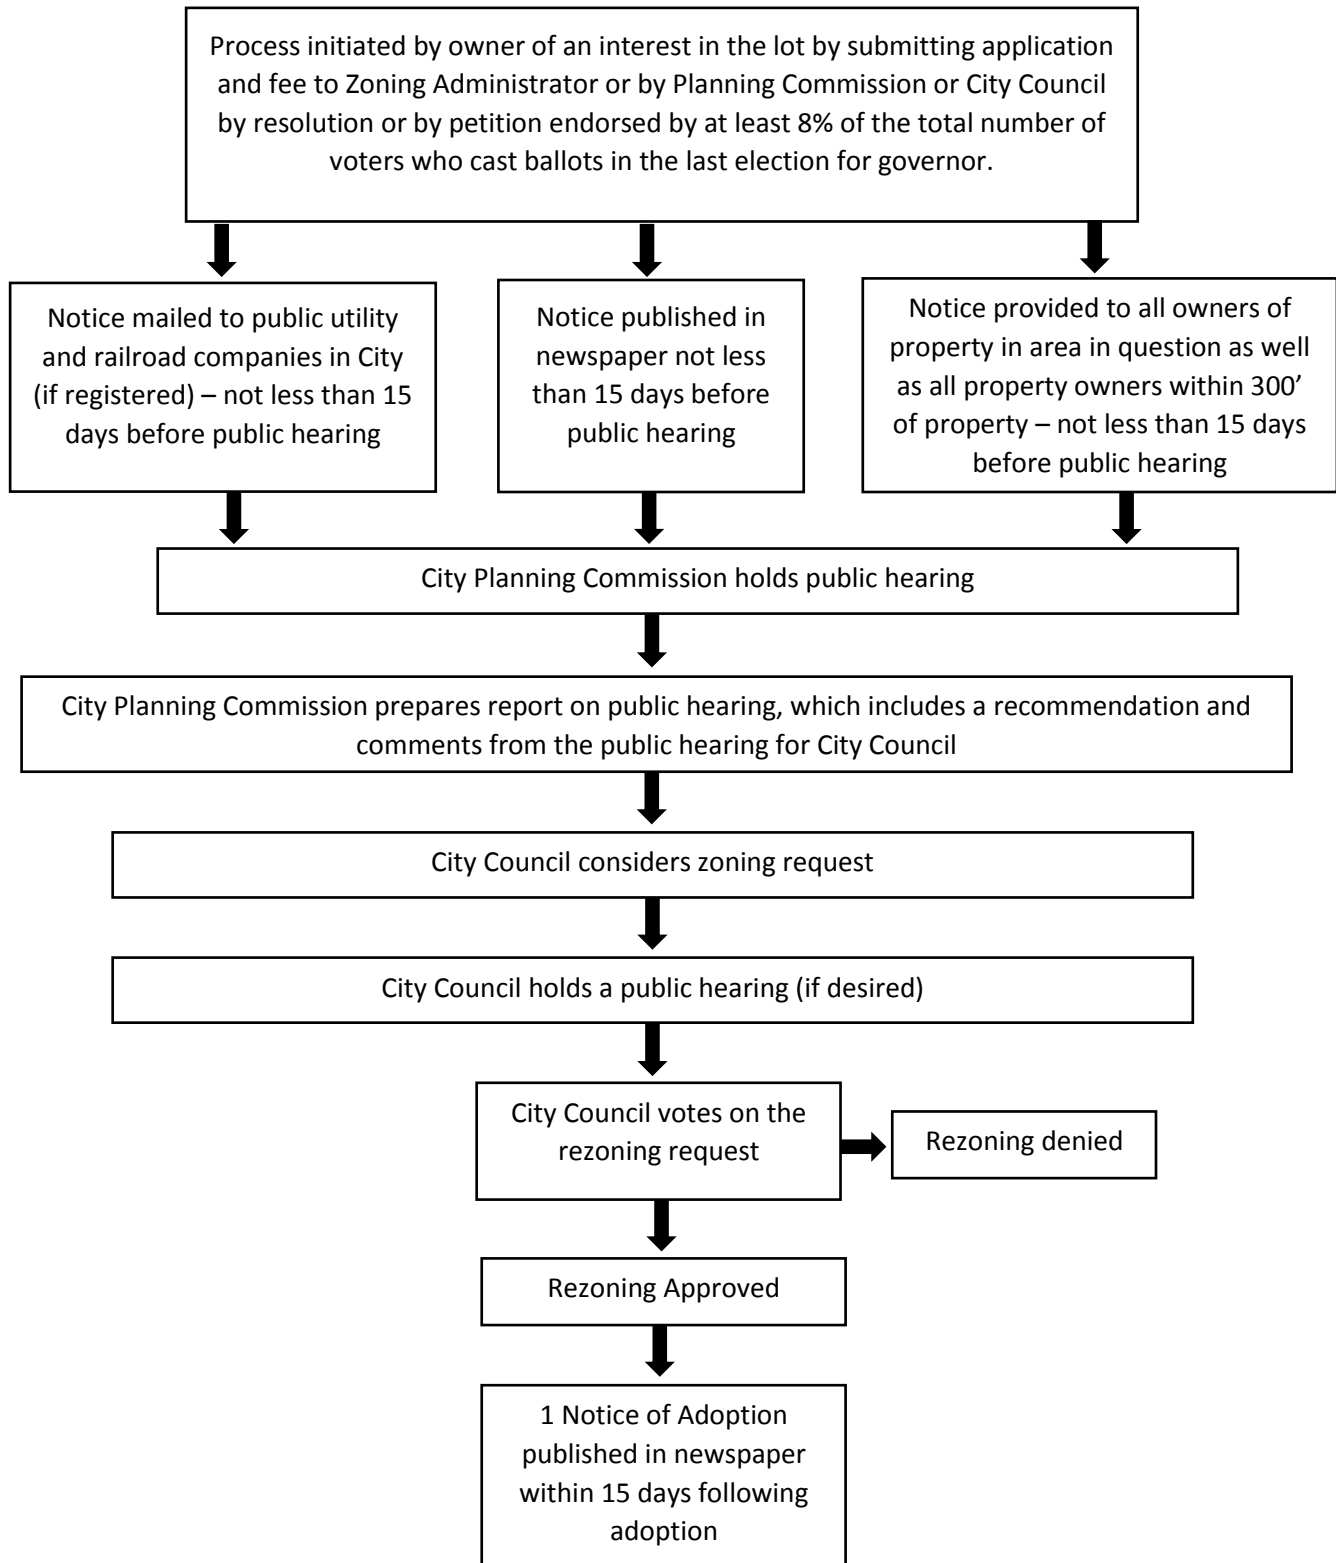 Process initiated by owner of an interest in the lot by submitting application
and fee to Zoning Administrator or by Planning Commission or City Council
by resolution or by petition endorsed by at least 8% of the total number of
voters who cast ballots in the last election for governor.
Notice mailed to public utility
and railroad companies in City
(if registered) – not less than 15
days before public hearing
Notice published in
newspaper not less
than 15 days before
public hearing
Notice provided to all owners of
property in area in question as well
as all property owners within 300’
of property – not less than 15 days
before public hearing
City Planning Commission holds public hearing
City Planning Commission prepares report on public hearing, which includes a recommendation and
comments from the public hearing for City Council
City Council considers zoning request
City Council holds a public hearing (if desired)
City Council votes on the
rezoning request
Rezoning denied
Rezoning Approved
1 Notice of Adoption
published in newspaper
within 15 days following
adoption